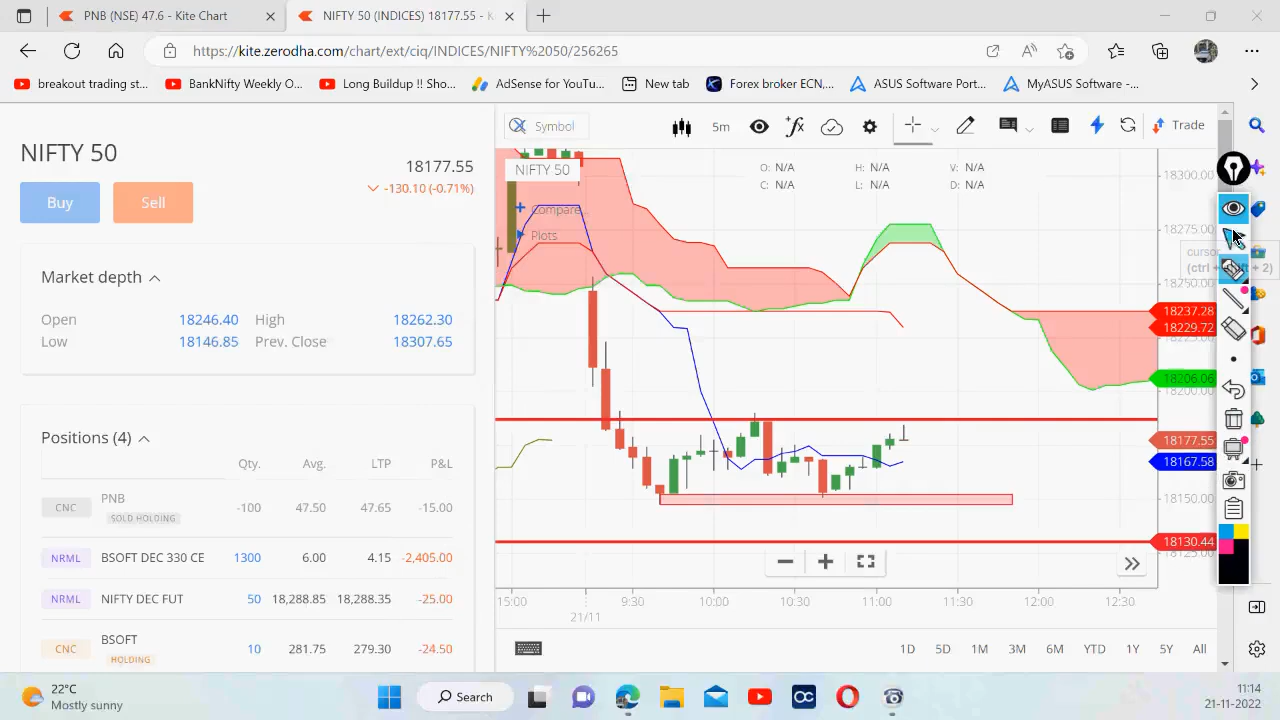 PNB (NSE) 47.6 - Kite Chart
NIFTY 50 (INDICES) 18177.55 - K
https://kite.zerodha.com/chart/ext/ciq/INDICES/NIFTY%2050/256265
breakout trading st...
BankNifty Weekly O...
Long Buildup !! Sho...
AdSense for YouTu...
New tab
Forex broker ECN,...
ASUS Software Port...
MyASUS Software -...
NIFTY 50
18177.55
-130.10 (-0.71%)
Buy
Sell
Market depth
Open 18246.40 High 18262.30
Low 18146.85 Prev. Close 18307.65
Positions (4)
Qty. Avg. LTP P&L
CNC PNB SOLD HOLDING -100 47.50 47.65 -15.00
NRML BSOFT DEC 330 CE 1300 6.00 4.15 -2,405.00
NRML NIFTY DEC FUT 50 18,288.85 18,288.35 -25.00
CNC BSOFT HOLDING 10 281.75 279.30 -24.50
Symbol
5m
Trade
NIFTY 50
O: N/A H: N/A V: N/A
C: N/A L: N/A D: N/A
Compare...
Plots
18300.00
18275.00
cursor
18250.00
18237.28
18229.72
18225.00
18206.06
18200.00
18177.55
18167.58
18150.00
18130.44
18125.00
15:00 9:30 10:00 10:30 11:00 11:30 12:00 12:30
21/11
1D 5D 1M 3M 6M YTD 1Y 5Y All
22°C
Mostly sunny
Search
11:14
21-11-2022